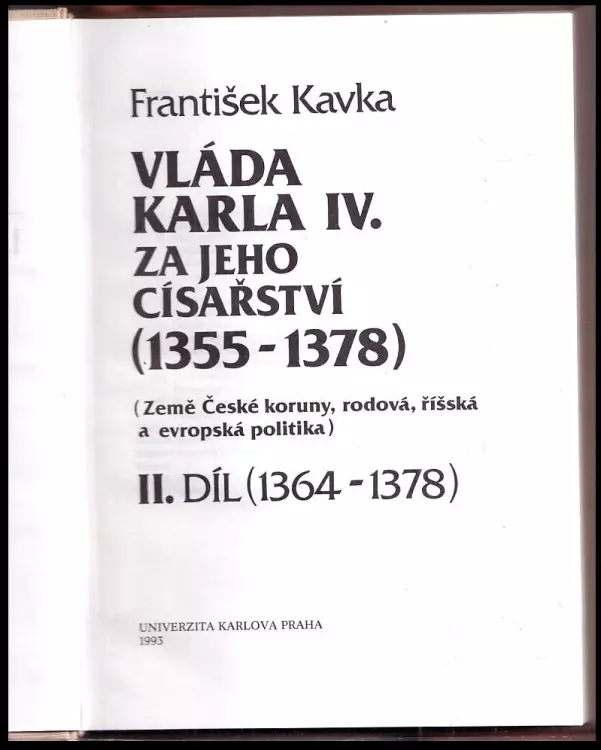 František Kavka
VLÁDA
KARLA IV.
ZA JEHO
CÍSAŘSTVÍ
(1355-1378)
(Země České koruny, rodová, říšská
a evropská politika)
II. DÍL (1364-1378)
UNIVERZITA KARLOVA PRAHA
1993